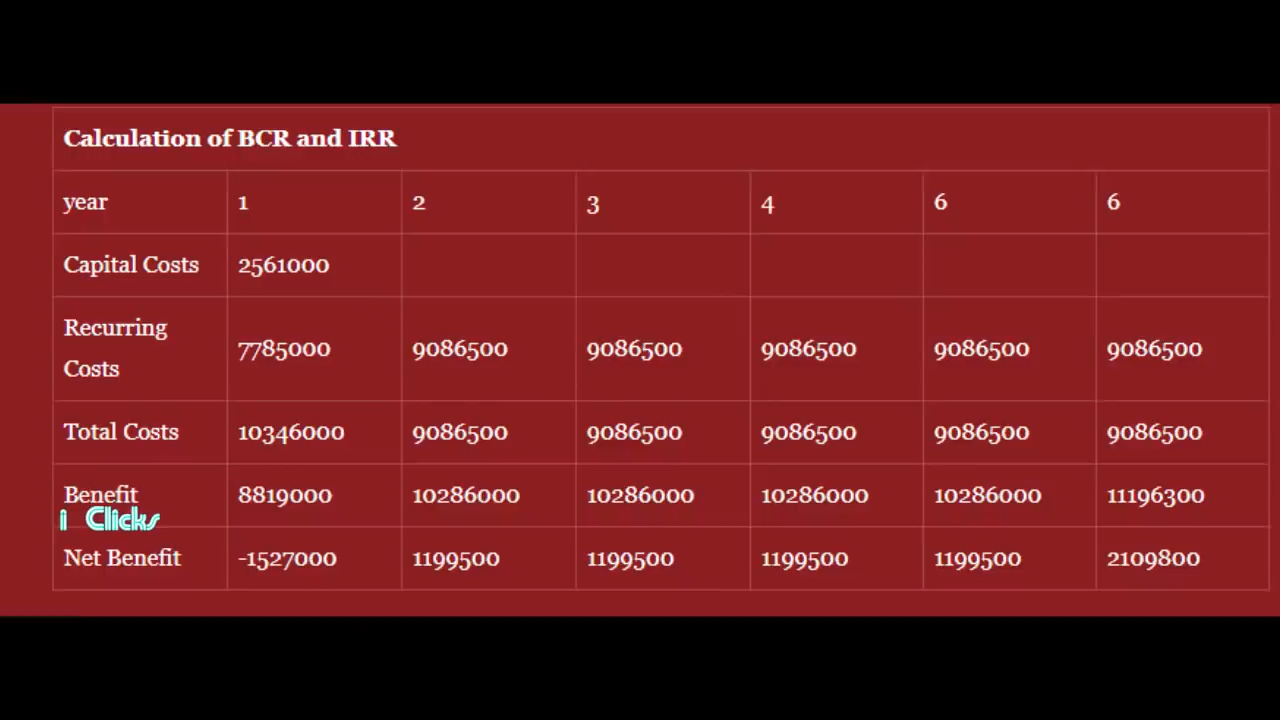 Calculation of BCR and IRR
year 1 2 3 4 6 6
Capital Costs 2561000
Recurring
Costs 7785000 9086500 9086500 9086500 9086500 9086500
Total Costs 10346000 9086500 9086500 9086500 9086500 9086500
Benefit 8819000 10286000 10286000 10286000 10286000 11196300
i Clicks
Net Benefit -1527000 1199500 1199500 1199500 1199500 2109800